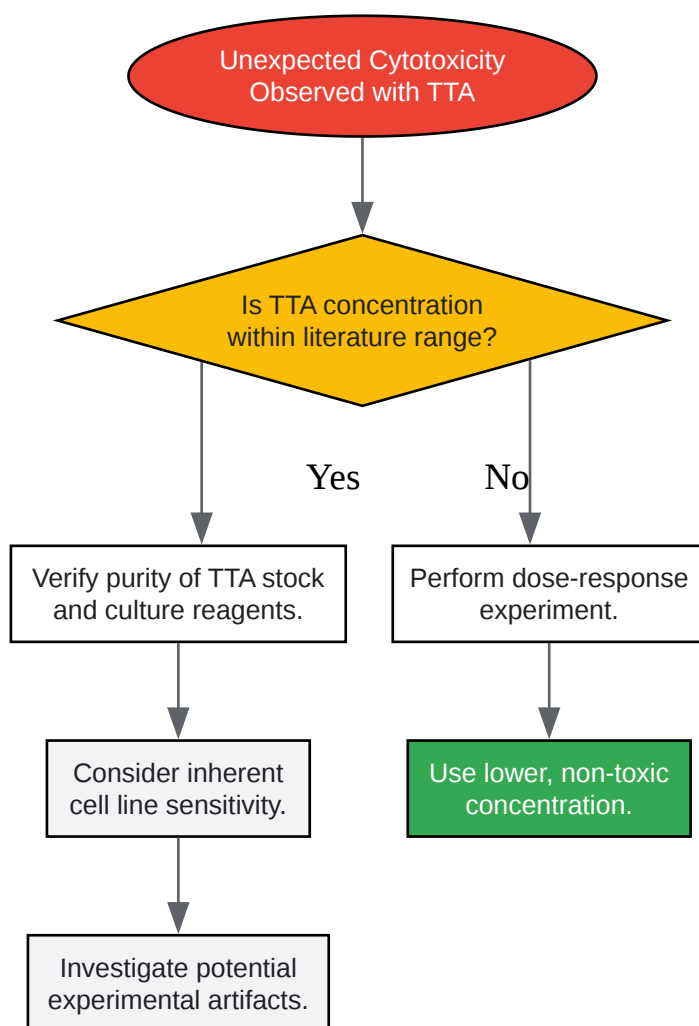 Unexpected Cytotoxicity
Observed with TTA
Is TTA concentration
within literature range?
Yes
No
Verify purity of TTA stock
and culture reagents.
Perform dose-response
experiment.
Consider inherent
cell line sensitivity.
Use lower, non-toxic
concentration.
Investigate potential
experimental artifacts.